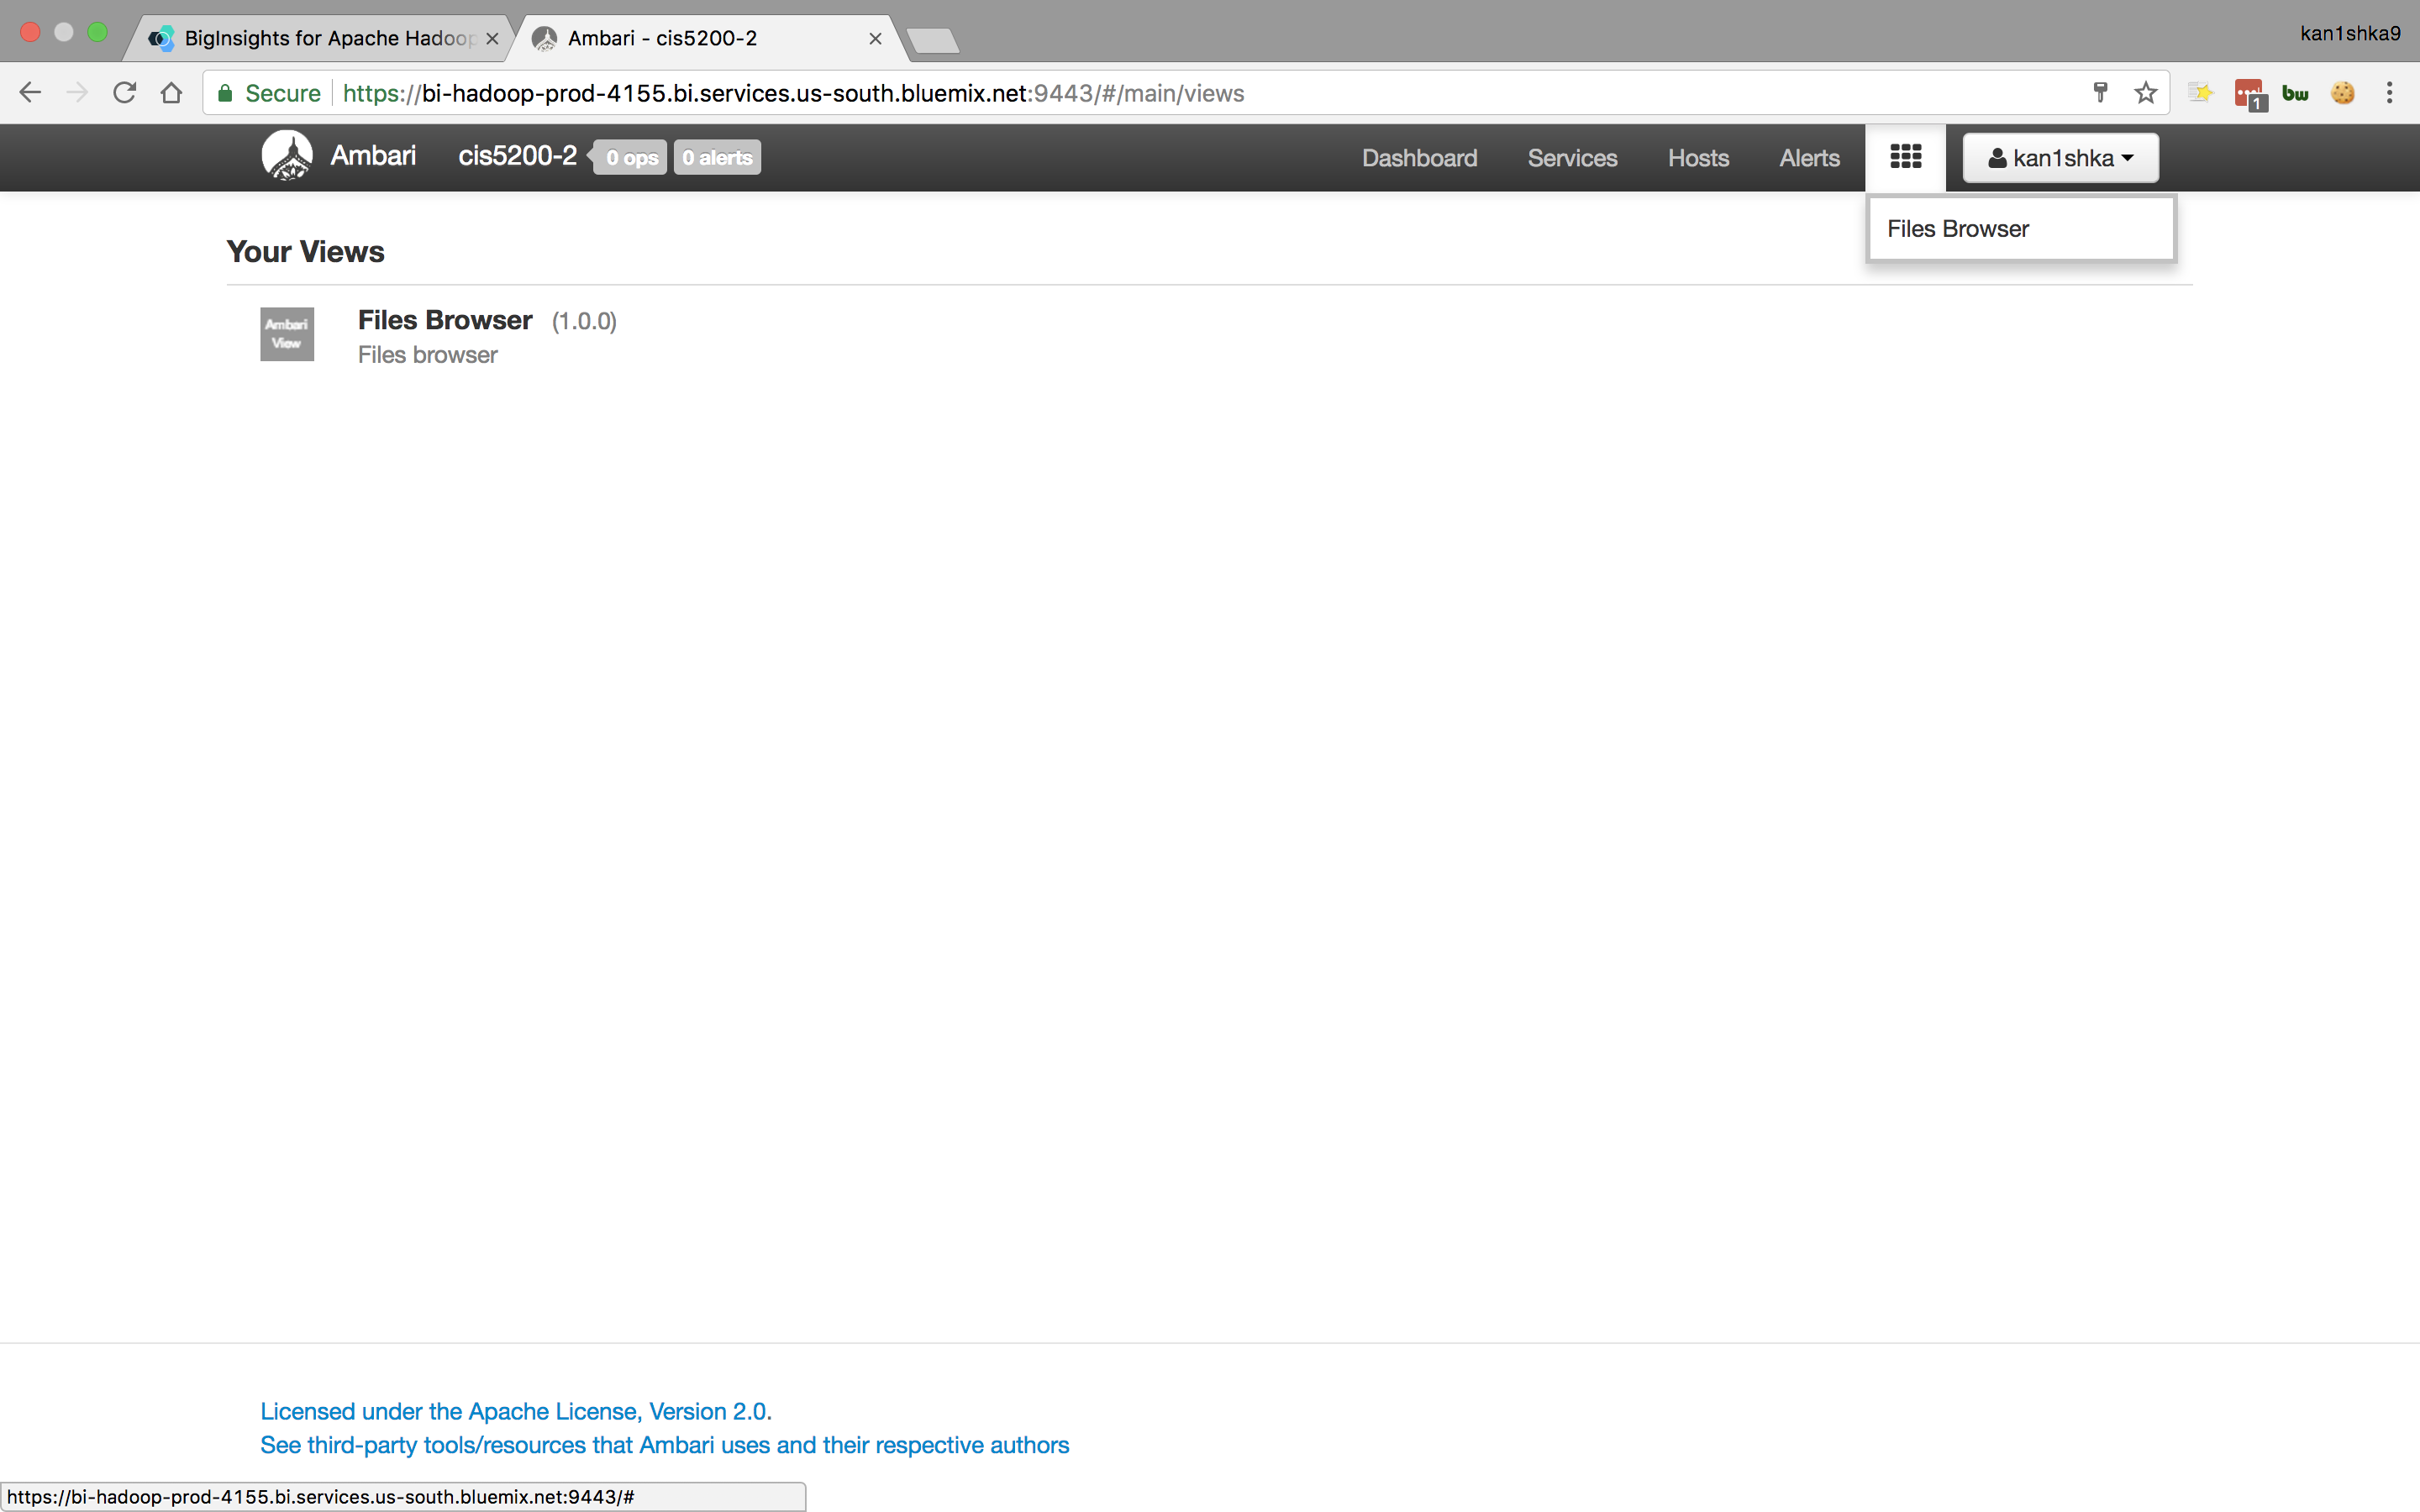 BigInsights for Apache Hadoop
Ambari - cis5200-2
kan1shka9
Secure
https://bi-hadoop-prod-4155.bi.services.us-south.bluemix.net:9443/#/main/views
1
bw
Ambari
cis5200-2
0 ops
0 alerts
Dashboard
Services
Hosts
Alerts
kan1shka
Files Browser
Your Views
Ambari
View
Files Browser (1.0.0)
Files browser
Licensed under the Apache License, Version 2.0.
See third-party tools/resources that Ambari uses and their respective authors
https://bi-hadoop-prod-4155.bi.services.us-south.bluemix.net:9443/#